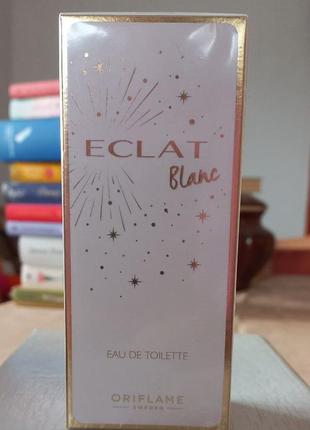 ECLAT
Blanc
EAU DE TOILETTE
ORIFLAME
SWEDEN